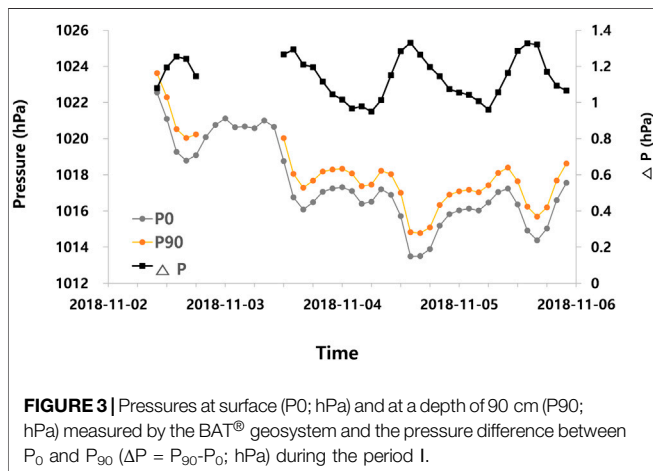 1026
1024
1022
1020
1018
1016
1014
1012
Pressure (hPa)
1.4
1.2
1
0.8
0.6
0.4
0.2
0
△ P (hPa)
P0
P90
△ P
2018-11-02 2018-11-03 2018-11-04 2018-11-05 2018-11-06
Time
FIGURE 3 | Pressures at surface (P0; hPa) and at a depth of 90 cm (P90;
hPa) measured by the BAT® geosystem and the pressure difference between
P₀ and P₉₀ (ΔP = P₉₀-P₀; hPa) during the period I.